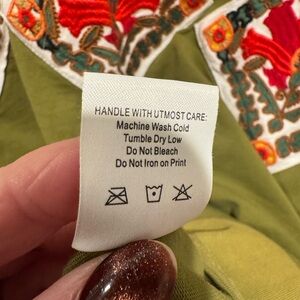 HANDLE WITH UTMOST CARE:
Machine Wash Cold
Tumble Dry Low
Do Not Bleach
Do Not Iron on Print